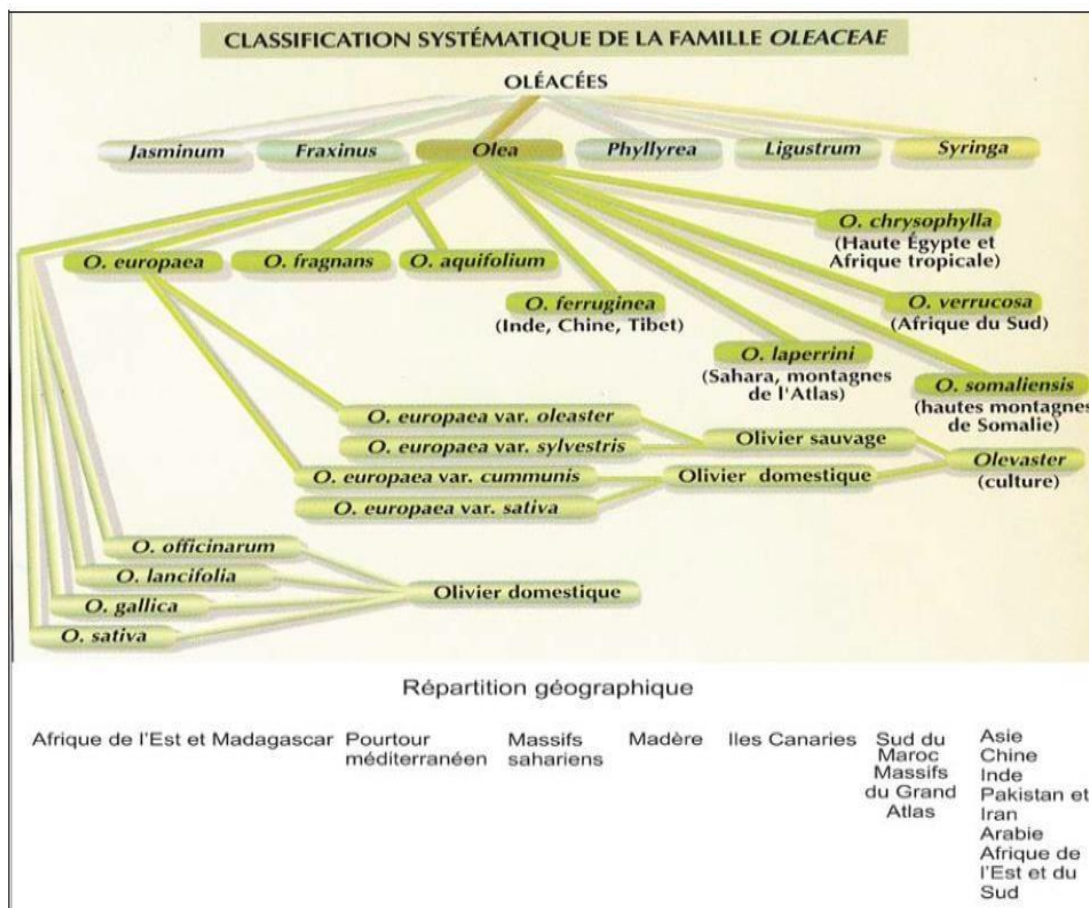 CLASSIFICATION SYSTÉMATIQUE DE LA FAMILLE OLEACEAE
OLÉACÉES
Jasminum
Fraxinus
Olea
Phyllyrea
Ligustrum
Syringa
O. chrysophylla
(Haute Égypte et
Afrique tropicale)
O. europaea
O. fragnans
O. aquifolium
O. ferruginea
(Inde, Chine, Tibet)
O. verrucosa
(Afrique du Sud)
O. laperrini
(Sahara, montagnes
de l'Atlas)
O. somaliensis
(hautes montagnes
de Somalie)
O. europaea var. oleaster
O. europaea var. sylvestris
Olivier sauvage
O. europaea var. cummunis
Olivier domestique
O. europaea var. sativa
Olevaster
(culture)
O. officinarum
O. lancifolia
O. gallica
O. sativa
Olivier domestique
Répartition géographique
Afrique de l'Est et Madagascar
Pourtour
méditerranéen
Massifs
sahariens
Madère
Iles Canaries
Sud du
Maroc
Massifs
du Grand
Atlas
Asie
Chine
Inde
Pakistan et
Iran
Arabie
Afrique de
l'Est et du
Sud